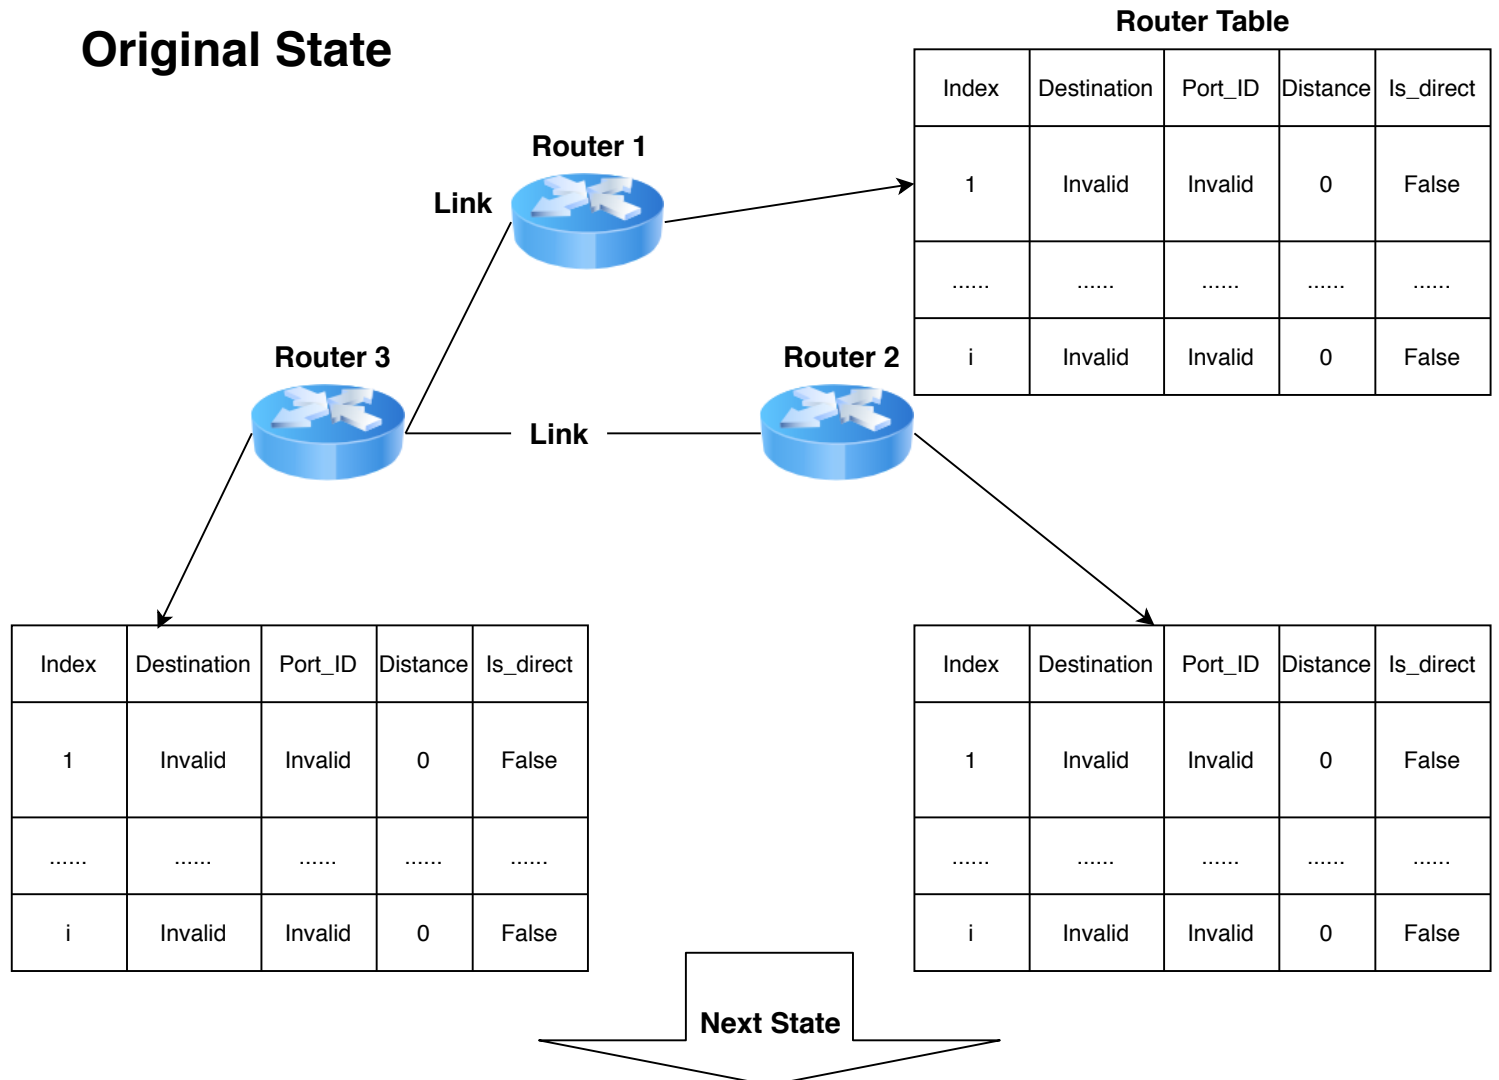 Router Table
Original State
Index Destination Port_ID Distance Is_direct
Router 1
1 Invalid Invalid 0 False
Link
...... ...... ...... ...... ......
Router 3
Router 2
i Invalid Invalid 0 False
Link
Index Destination Port_ID Distance Is_direct
1 Invalid Invalid 0 False
...... ...... ...... ...... ......
i Invalid Invalid 0 False
Index Destination Port_ID Distance Is_direct
1 Invalid Invalid 0 False
...... ...... ...... ...... ......
i Invalid Invalid 0 False
Next State